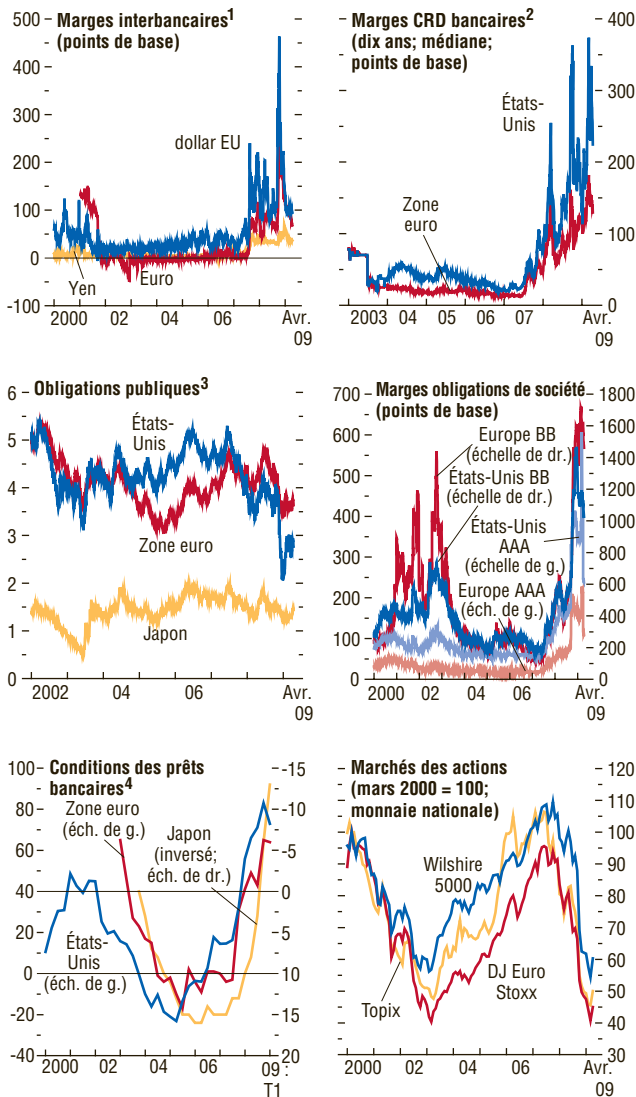 Marges interbancaires¹
(points de base)
500
400
300
200
100
0
-100
dollar EU
Yen
Euro
2000 02 04 06 Avr.
09
Marges CRD bancaires²
(dix ans; médiane;
points de base)
400
300
200
100
0
États-
Unis
Zone
euro
2003 04 05 06 07 Avr.
09
Obligations publiques³
6
5
4
3
2
1
0
États-
Unis
Zone euro
Japon
2002 04 06 Avr.
09
Marges obligations de société
(points de base)
700
600
500
400
300
200
100
0
1800
1600
1400
1200
1000
800
600
400
200
0
Europe BB
(échelle de dr.)
États-Unis BB
(échelle de dr.)
États-Unis
AAA
(échelle de g.)
Europe AAA
(éch. de g.)
2000 02 04 06 Avr.
09
Conditions des prêts
bancaires⁴
100
80
60
40
20
0
-20
-40
-15
-10
-5
0
5
10
15
20
Zone euro
(éch. de g.)
Japon
(inversé;
éch. de dr.)
États-
Unis
(éch. de g.)
2000 02 04 06 09 :
T1
Marchés des actions
(mars 2000 = 100;
monnaie nationale)
120
110
100
90
80
70
60
50
40
30
Wilshire
5000
DJ Euro
Stoxx
Topix
2000 02 04 06 Avr.
09